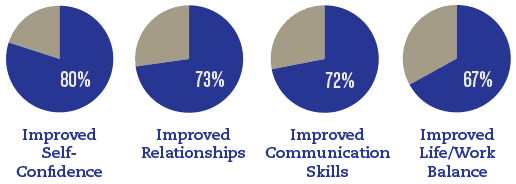 80%
73%
72%
67%
Improved
Self-
Confidence
Improved
Relationships
Improved
Communication
Skills
Improved
Life/Work
Balance